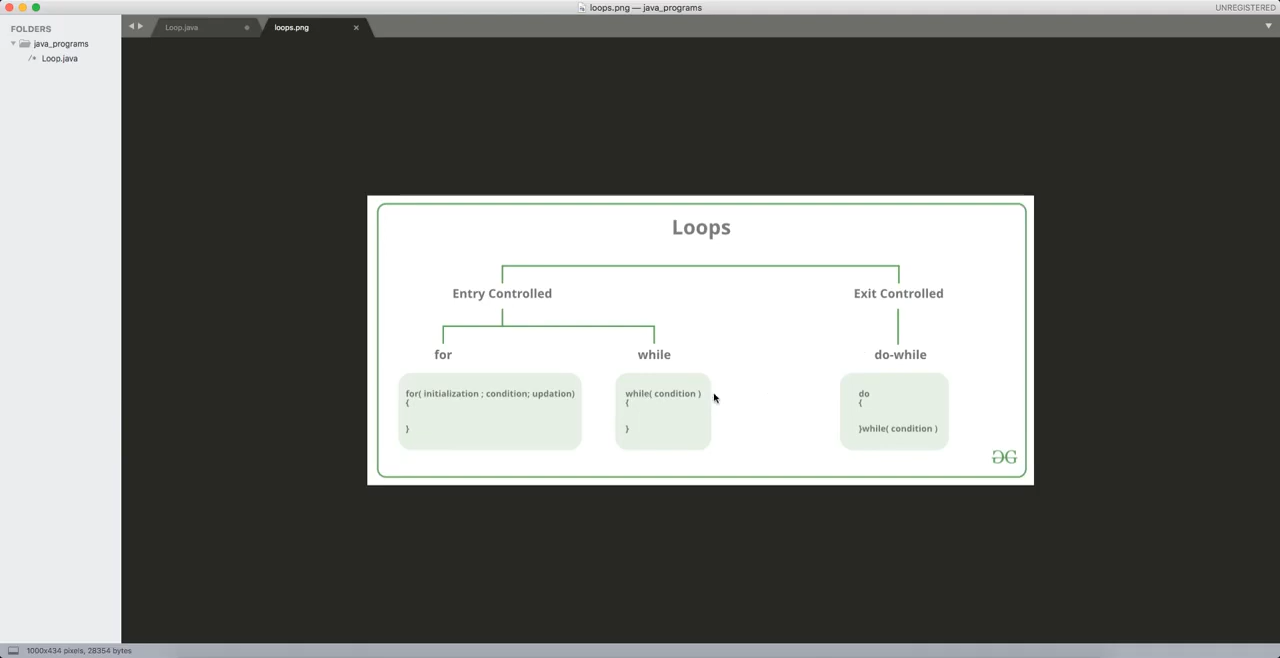 loops.png — java_programs
UNREGISTERED
FOLDERS
java_programs
/* Loop.java
Loop.java
loops.png
Loops
Entry Controlled
Exit Controlled
for
while
do-while
for( initialization ; condition; updation)
{
}
while( condition )
{
}
do
{
}while( condition )
GG
1000x434 pixels, 28354 bytes